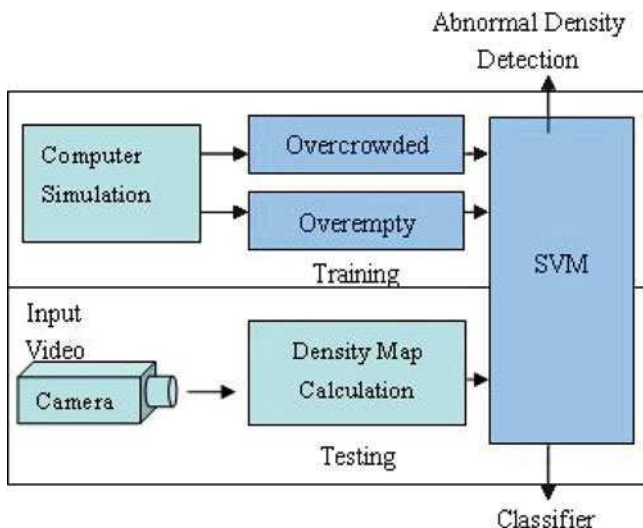 Abnormal Density
Detection
Computer
Simulation
Overcrowded
Overempty
Training
SVM
Input
Video
Camera
Density Map
Calculation
Testing
Classifier